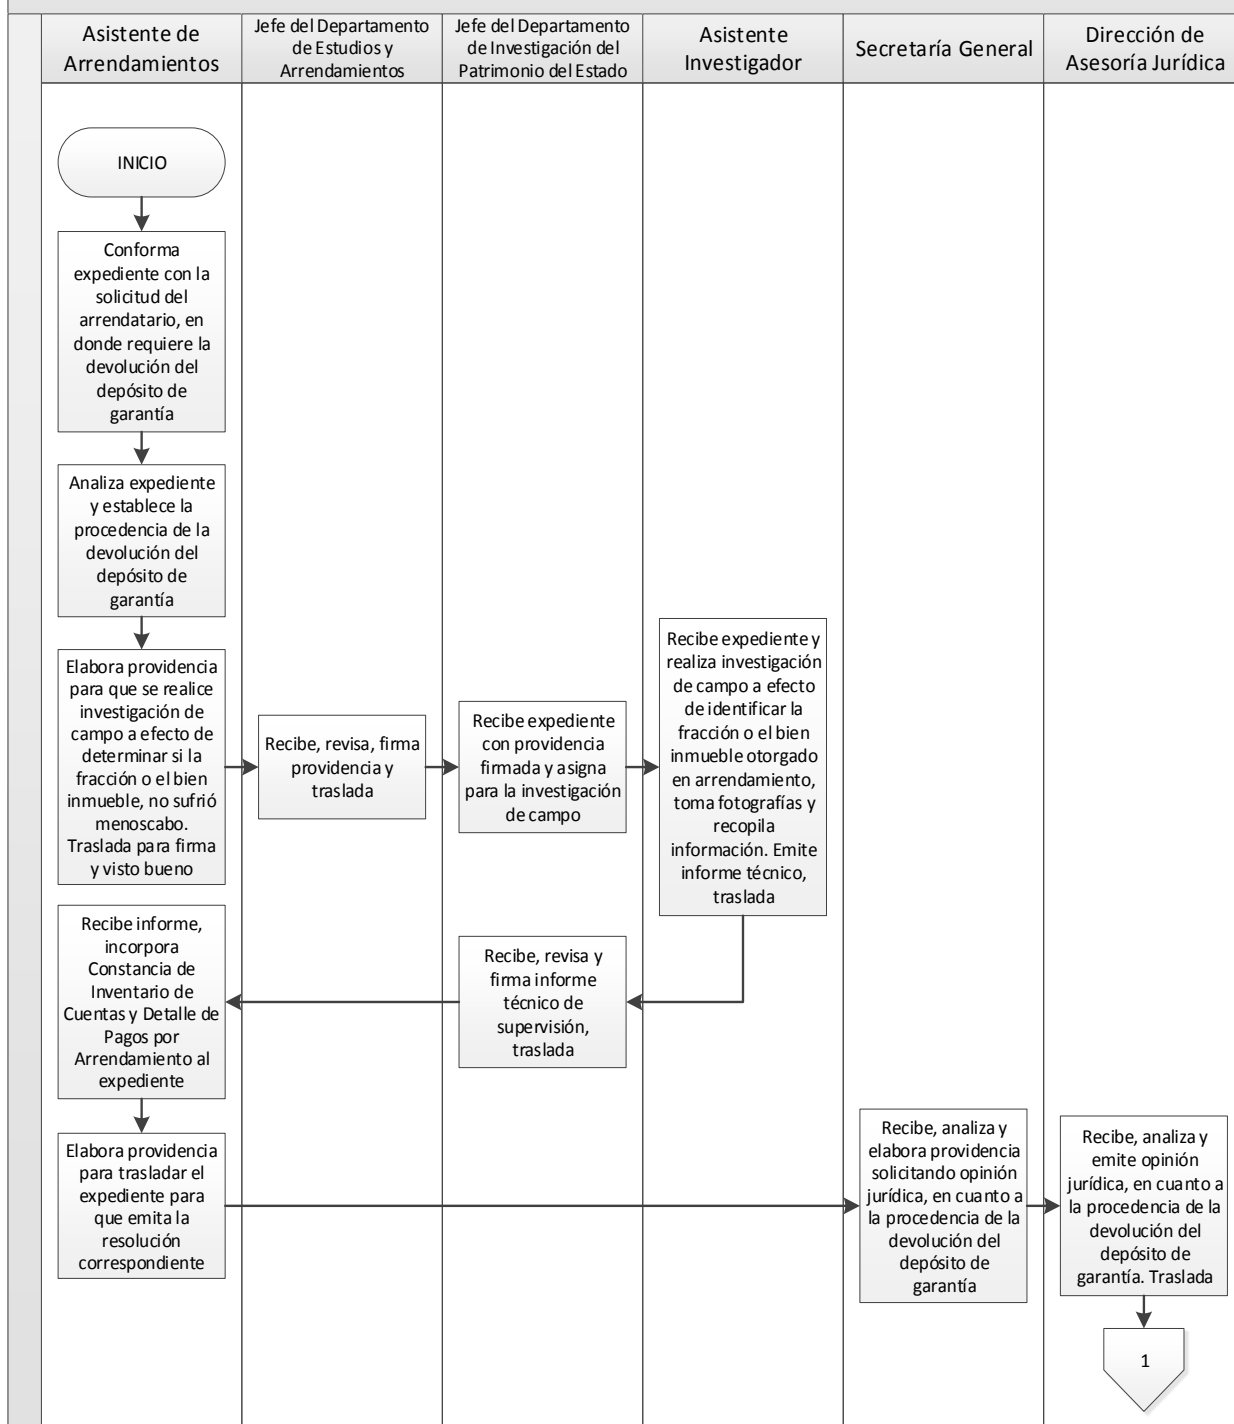 Asistente de
Arrendamientos
Jefe del Departamento
de Estudios y
Arrendamientos
Jefe del Departamento
de Investigación del
Patrimonio del Estado
Asistente
Investigador
Secretaría General
Dirección de
Asesoría Jurídica
INICIO
Conforma
expediente con la
solicitud del
arrendatario, en
donde requiere la
devolución del
depósito de
garantía
Analiza expediente
y establece la
procedencia de la
devolución del
depósito de
garantía
Elabora providencia
para que se realice
investigación de
campo a efecto de
determinar si la
fracción o el bien
inmueble, no sufrió
menoscabo.
Traslada para firma
y visto bueno
Recibe, revisa, firma
providencia y
traslada
Recibe expediente
con providencia
firmada y asigna
para la investigación
de campo
Recibe expediente y
realiza investigación
de campo a efecto
de identificar la
fracción o el bien
inmueble otorgado
en arrendamiento,
toma fotografías y
recopila
información. Emite
informe técnico,
traslada
Recibe, revisa y
firma informe
técnico de
supervisión,
traslada
Recibe informe,
incorpora
Constancia de
Inventario de
Cuentas y Detalle de
Pagos por
Arrendamiento al
expediente
Elabora providencia
para trasladar el
expediente para
que emita la
resolución
correspondiente
Recibe, analiza y
elabora providencia
solicitando opinión
jurídica, en cuanto a
la procedencia de la
devolución del
depósito de
garantía
Recibe, analiza y
emite opinión
jurídica, en cuanto a
la procedencia de la
devolución del
depósito de
garantía. Traslada
1